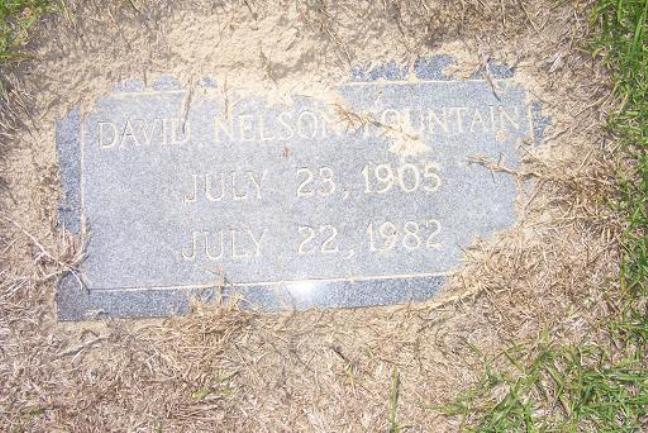 DAVID NELSON FOUNTAIN
JULY 23, 1905
JULY 22, 1982